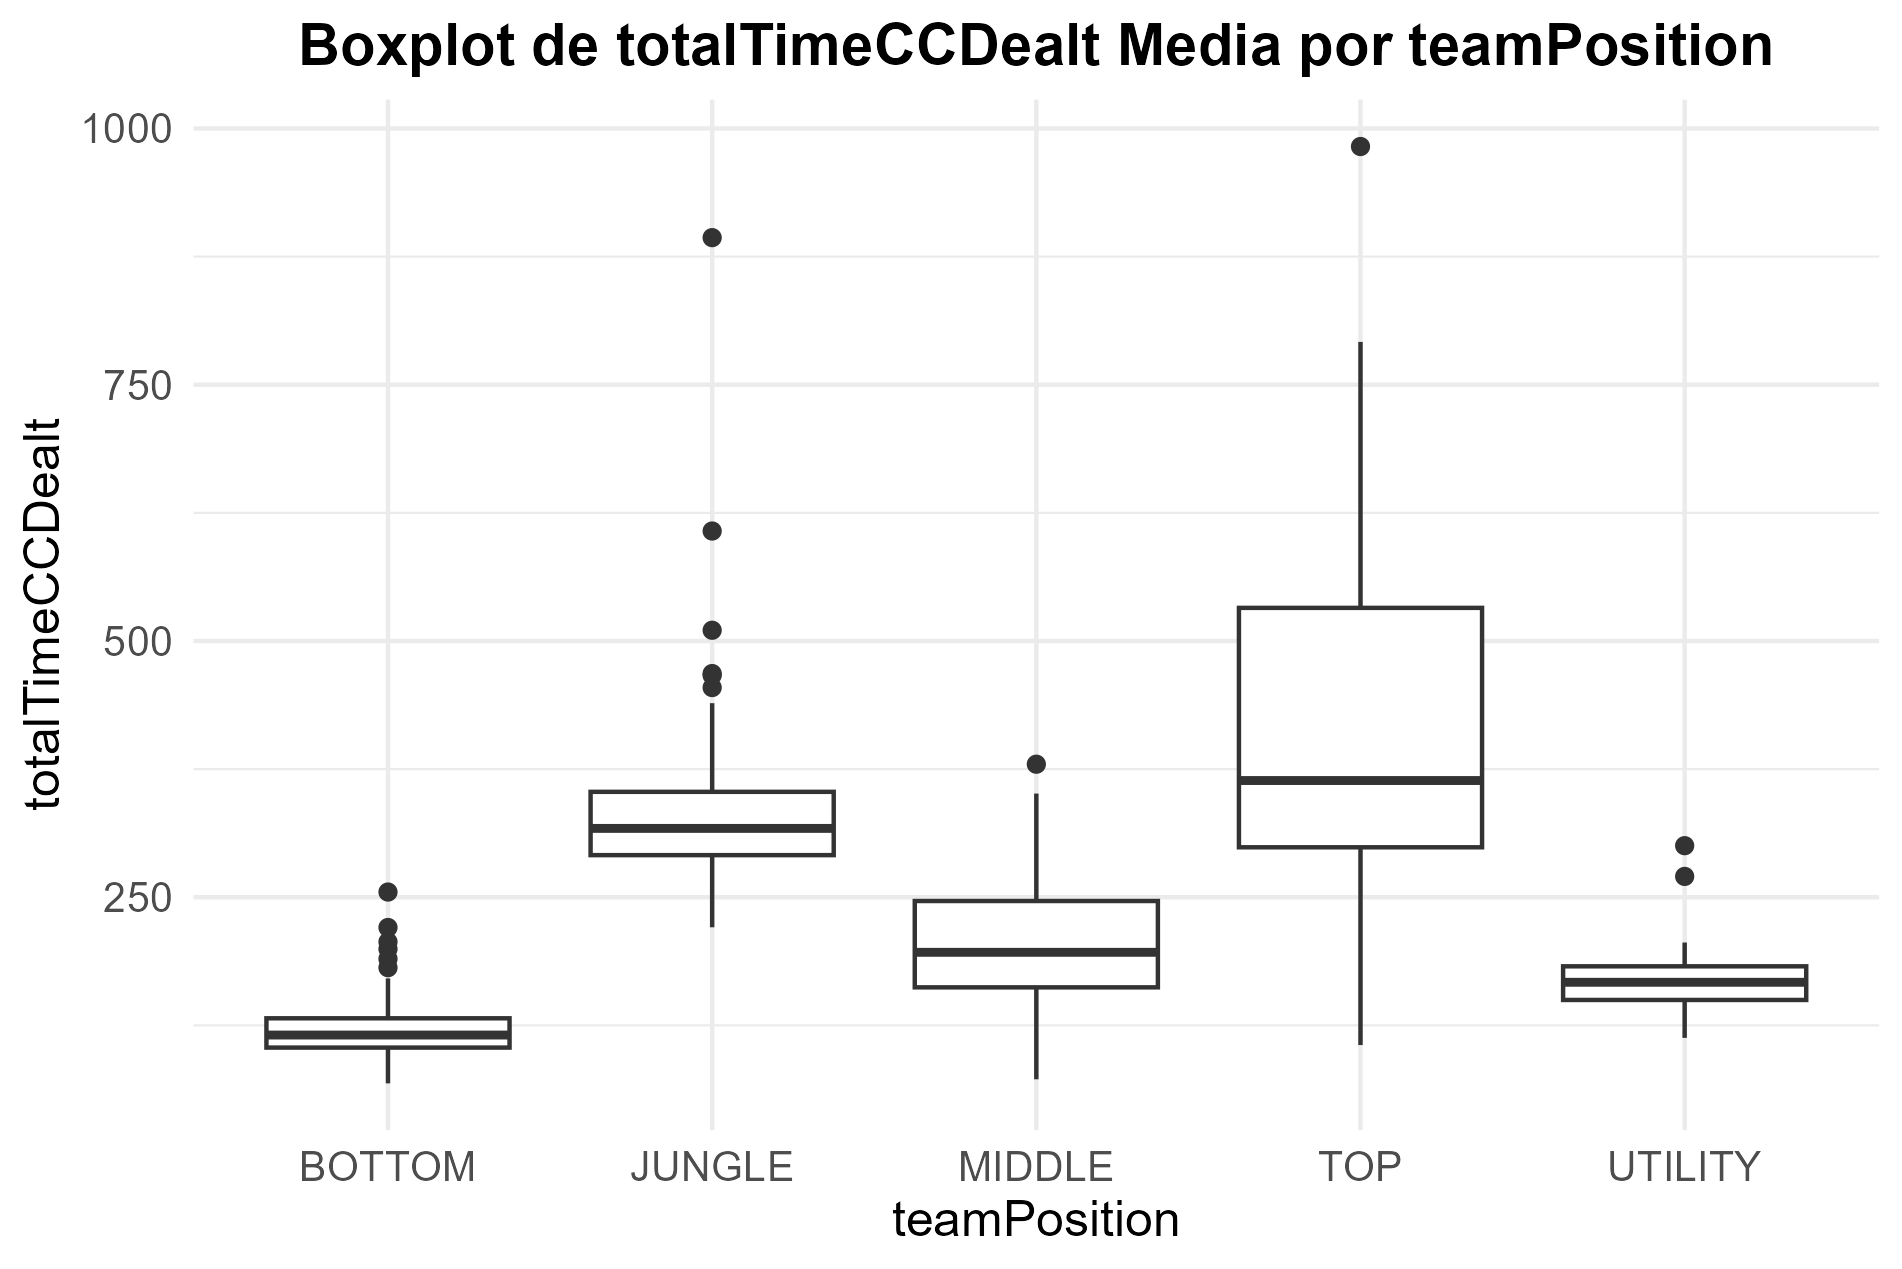 Boxplot de totalTimeCCDealt Media por teamPosition
totalTimeCCDealt
1000
750
500
250
BOTTOM JUNGLE MIDDLE TOP UTILITY
teamPosition